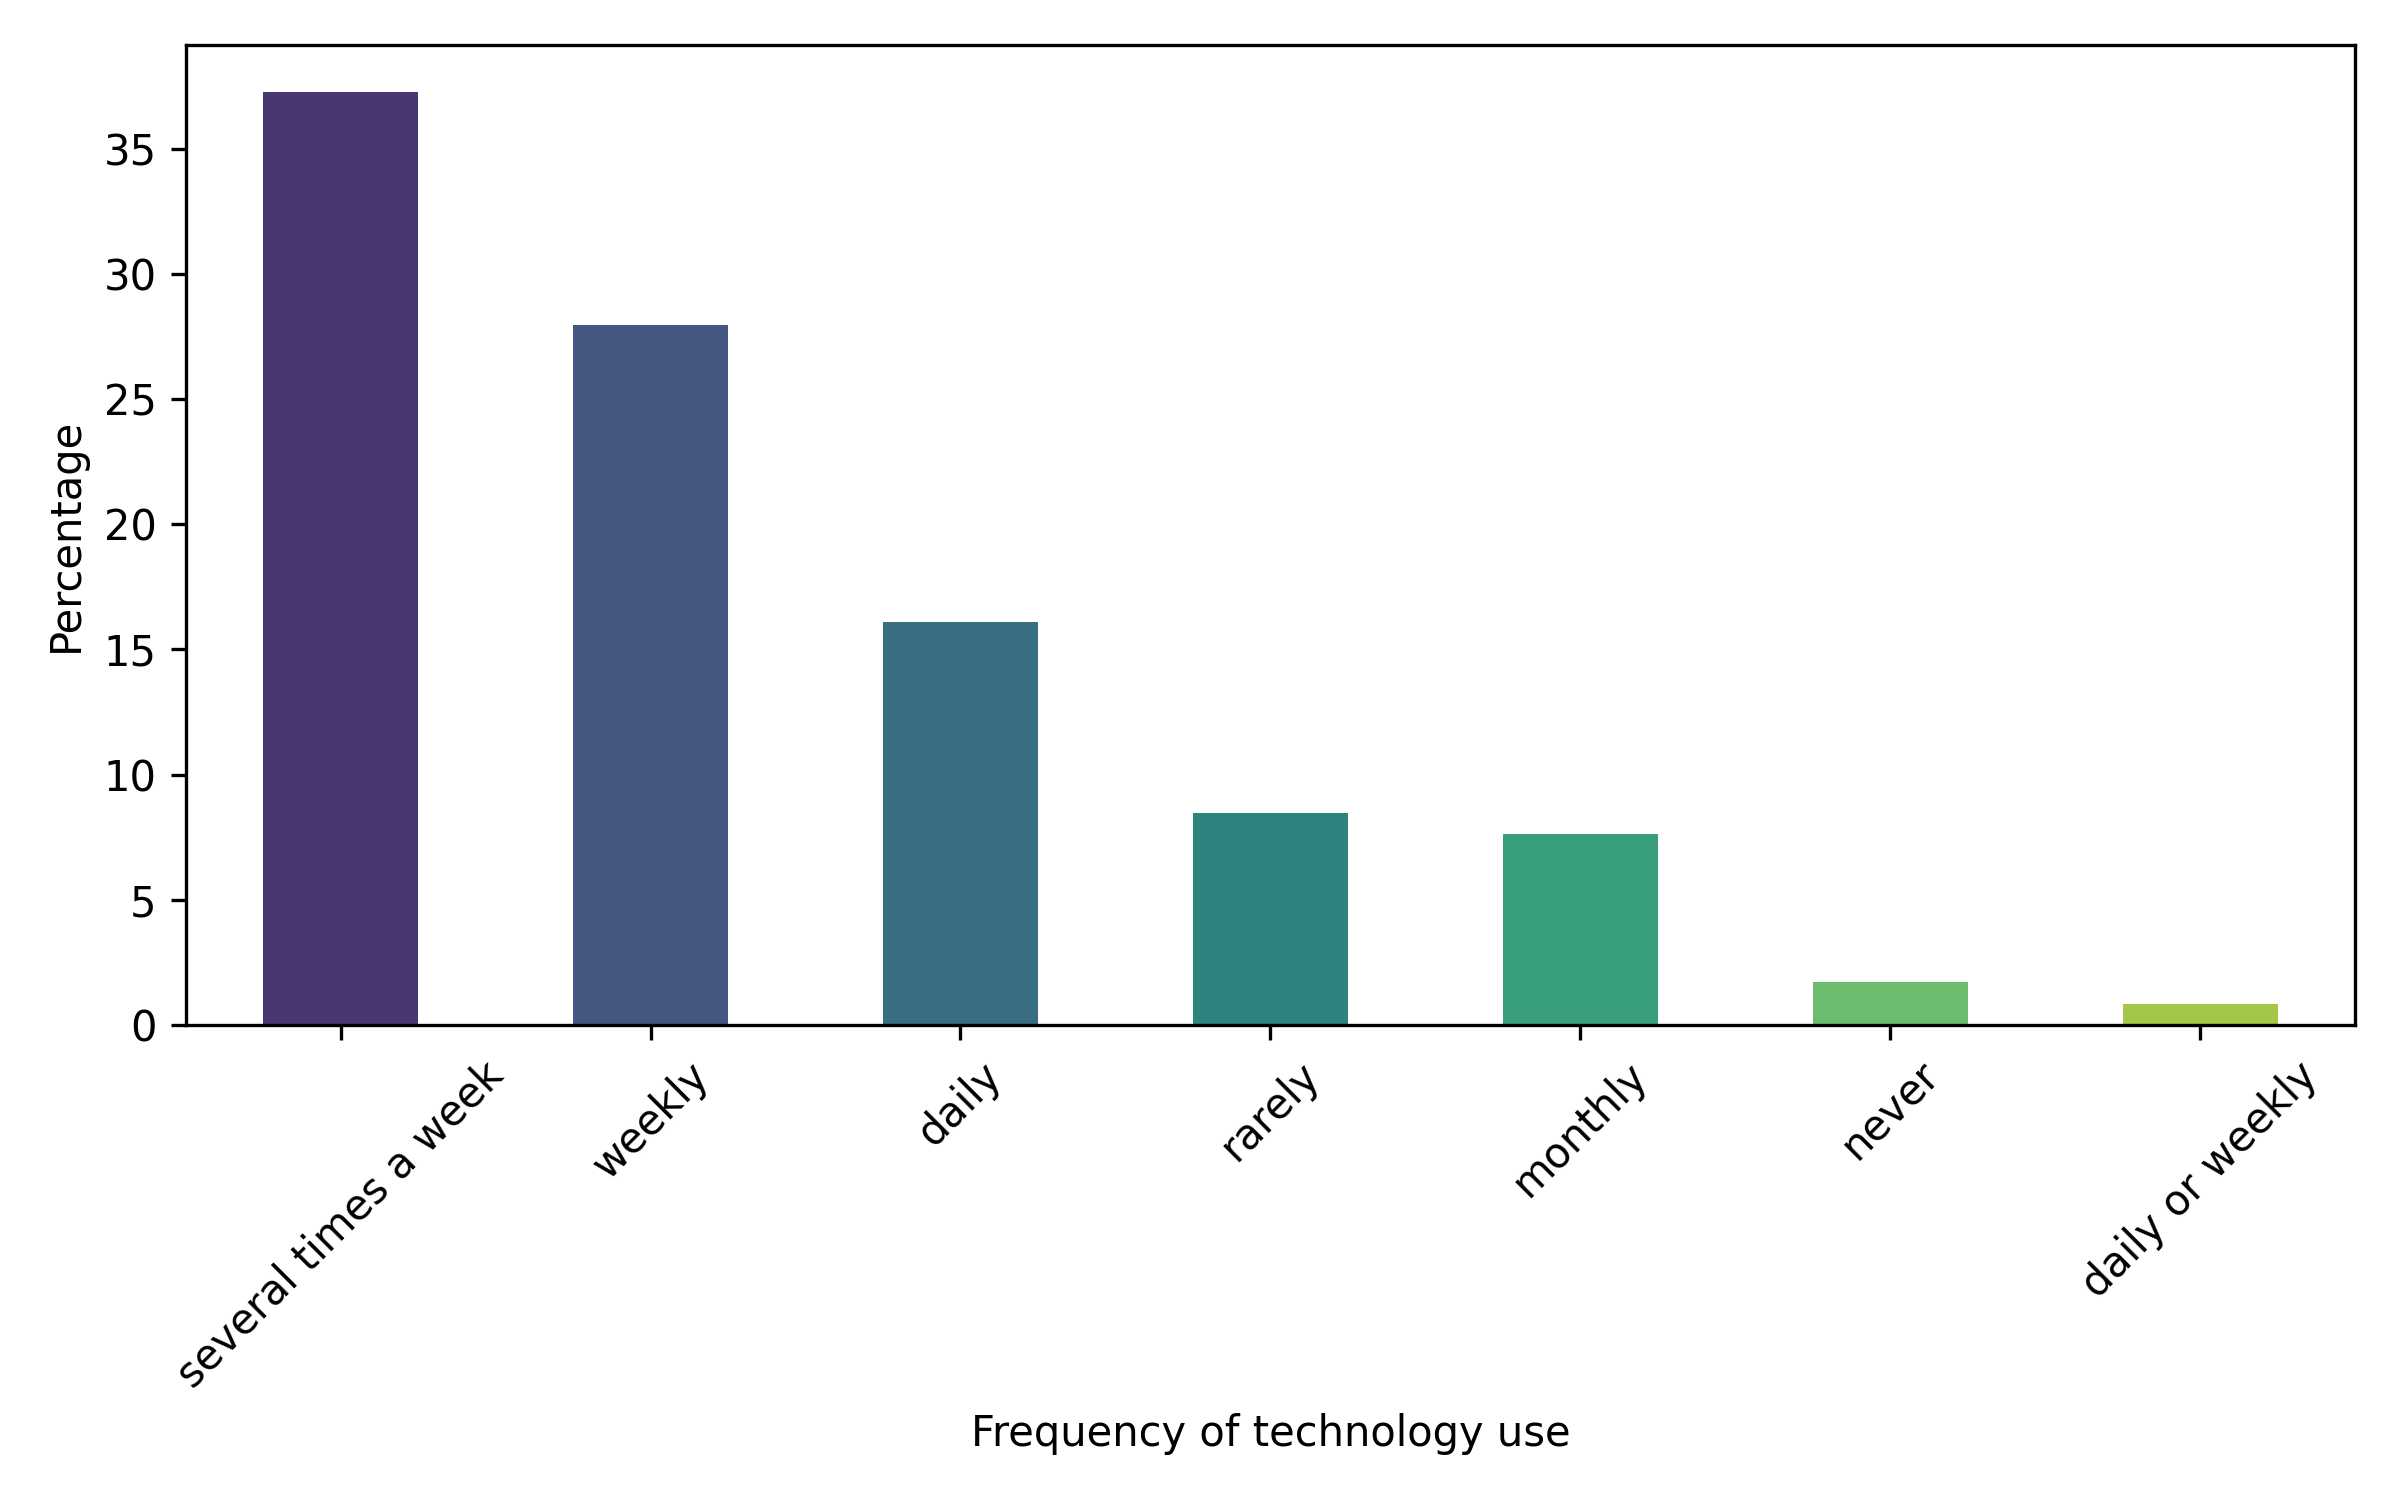 Percentage
35
30
25
20
15
10
5
0
several times a week
weekly
daily
rarely
monthly
never
daily or weekly
Frequency of technology use